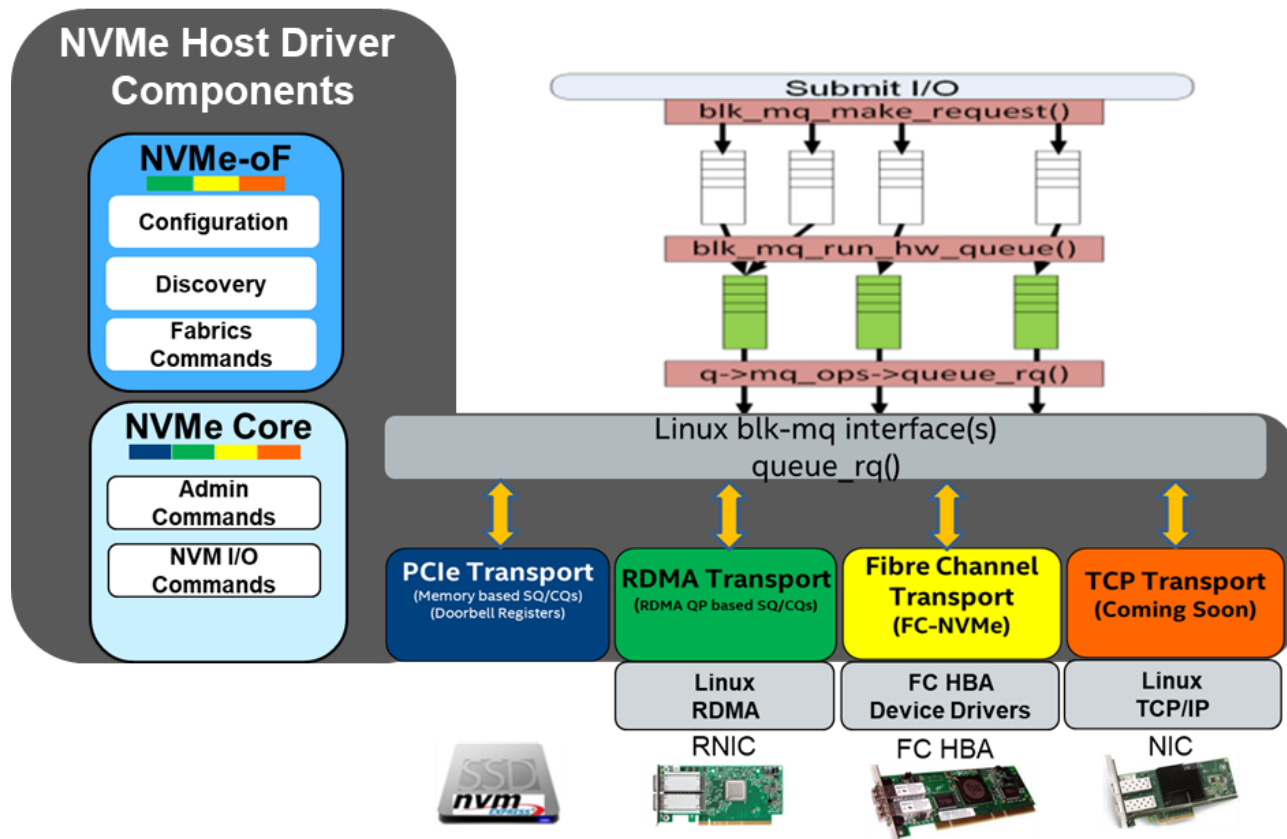 NVMe Host Driver
Components
NVMe-oF
Configuration
Discovery
Fabrics
Commands
NVMe Core
Admin
Commands
NVM I/O
Commands
Submit I/O
blk_mq_make_request()
blk_mq_run_hw_queue()
q->mq_ops->queue_rq()
Linux blk-mq interface(s)
queue_rq()
PCIe Transport
(Memory based SQ/CQs)
(Doorbell Registers)
RDMA Transport
(RDMA QP based SQ/CQs)
Fibre Channel
Transport
(FC-NVMe)
TCP Transport
(Coming Soon)
Linux
RDMA
FC HBA
Device Drivers
Linux
TCP/IP
RNIC
FC HBA
NIC
SSD
nvm
EXPRESS